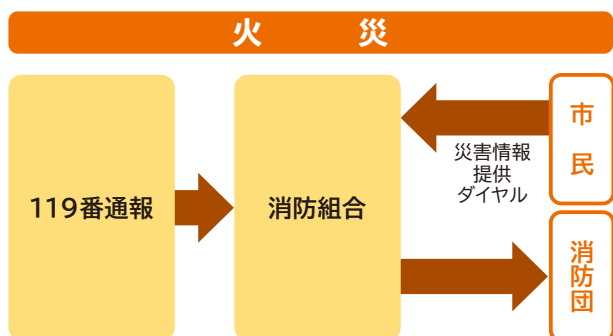 火災
119番通報
消防組合
災害情報
提供
ダイヤル
市民
消防団